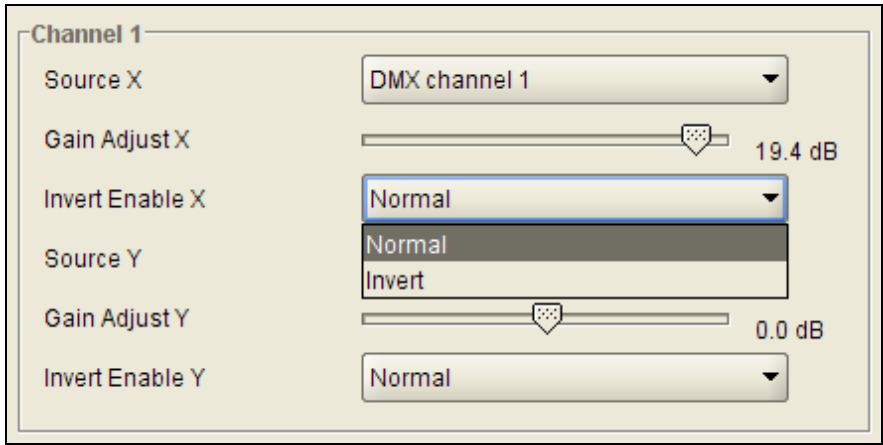 Channel 1
Source X DMX channel 1
Gain Adjust X 19.4 dB
Invert Enable X Normal
Normal
Source Y
Invert
Gain Adjust Y 0.0 dB
Invert Enable Y Normal